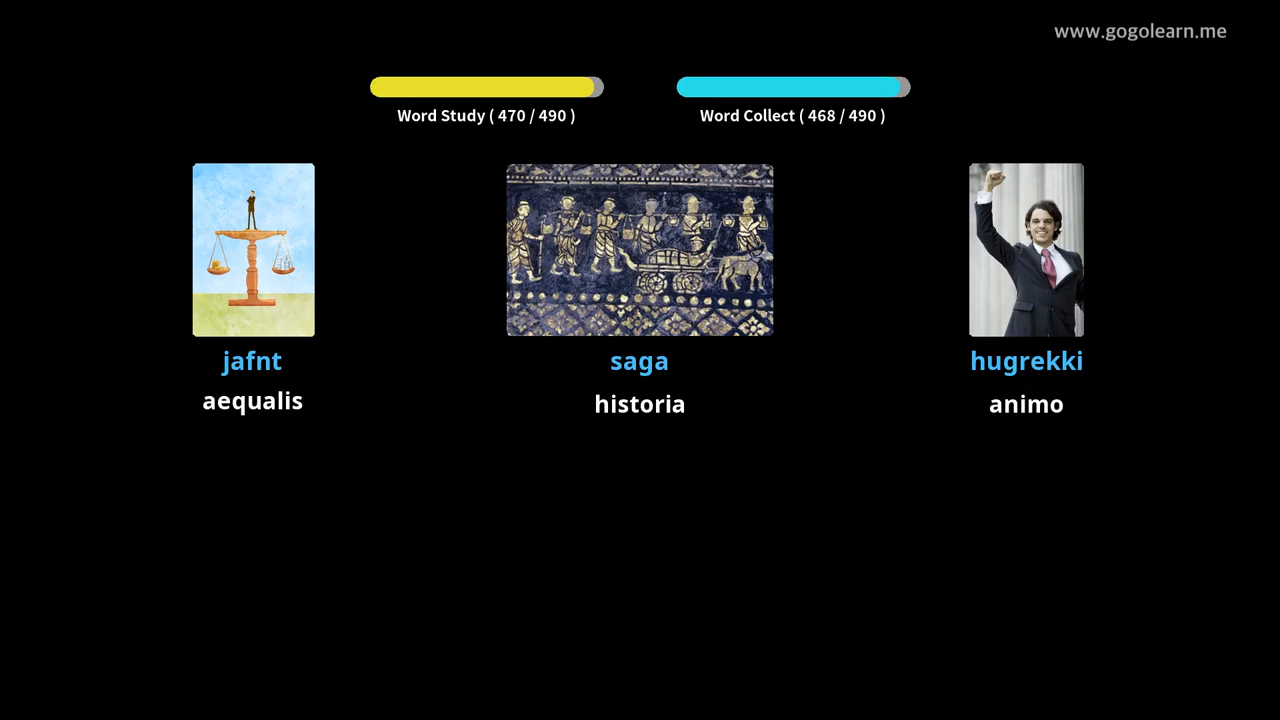 www.gogolearn.me
Word Study ( 470 / 490 )
Word Collect ( 468 / 490 )
jafnt
saga
hugrekki
aequalis
historia
animo